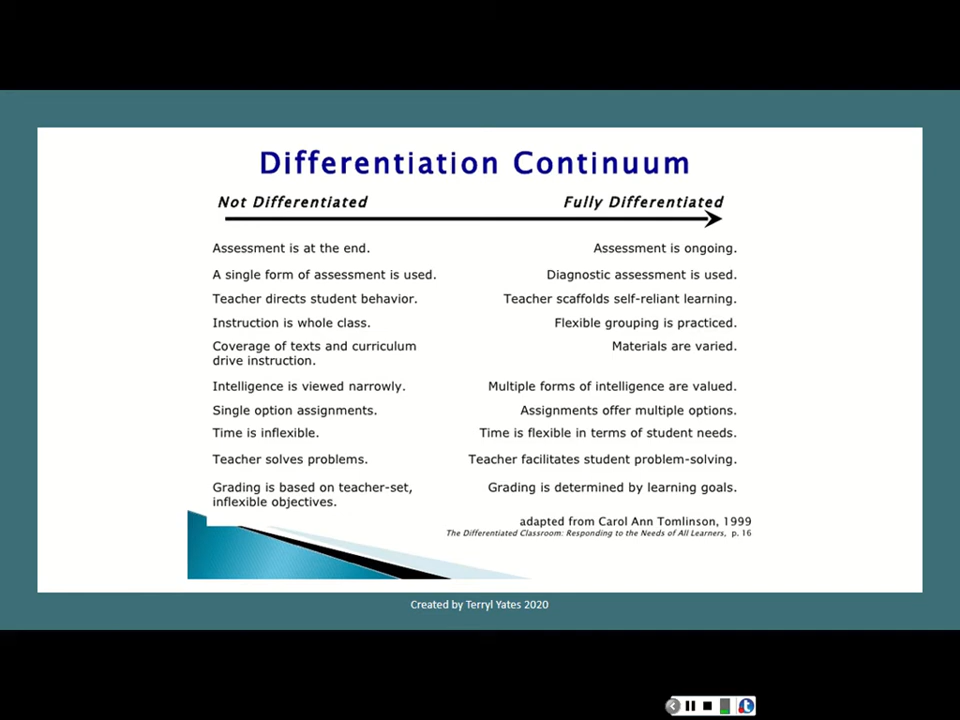 Differentiation Continuum
Not Differentiated Fully Differentiated
Assessment is at the end. Assessment is ongoing.
A single form of assessment is used. Diagnostic assessment is used.
Teacher directs student behavior. Teacher scaffolds self-reliant learning.
Instruction is whole class. Flexible grouping is practiced.
Coverage of texts and curriculum Materials are varied.
drive instruction.
Intelligence is viewed narrowly. Multiple forms of intelligence are valued.
Single option assignments. Assignments offer multiple options.
Time is inflexible. Time is flexible in terms of student needs.
Teacher solves problems. Teacher facilitates student problem-solving.
Grading is based on teacher-set, Grading is determined by learning goals.
inflexible objectives.
adapted from Carol Ann Tomlinson, 1999
The Differentiated Classroom: Responding to the Needs of All Learners, p. 16
Created by Terryl Yates 2020